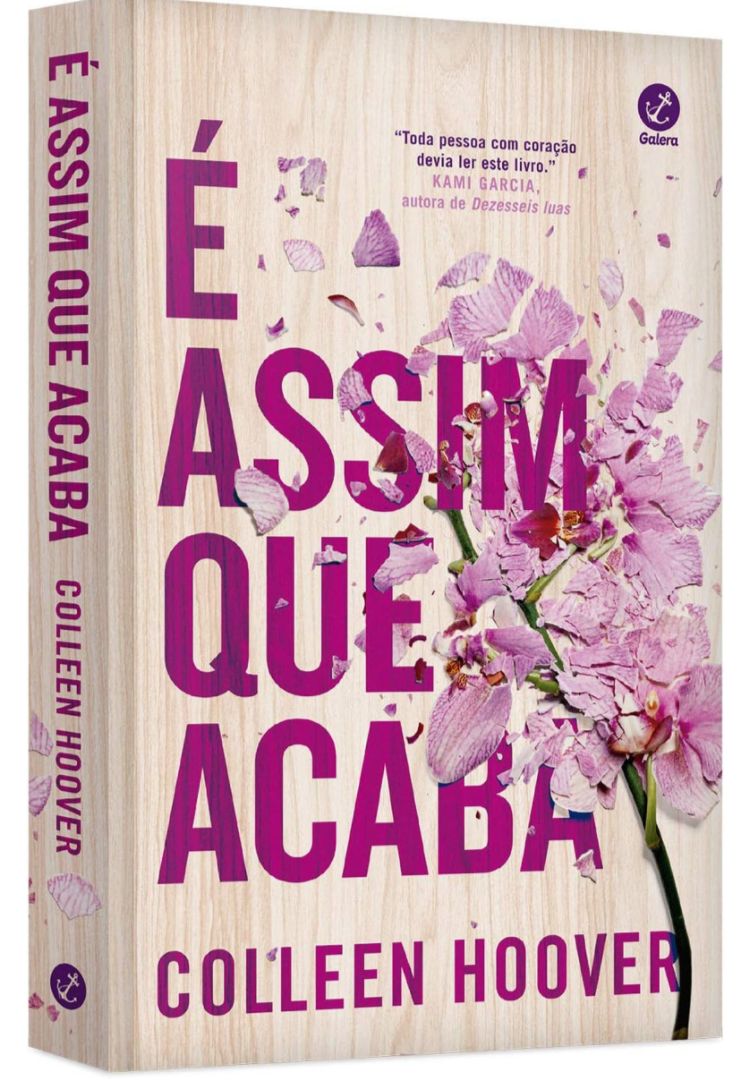 É ASSIM QUE ACABA COLLEEN HOOVER
Galera
“Toda pessoa com coração
devia ler este livro.”
KAMI GARCIA,
autora de Dezesseis luas
É
ASSIM
QUE
ACABA
COLLEEN HOOVER